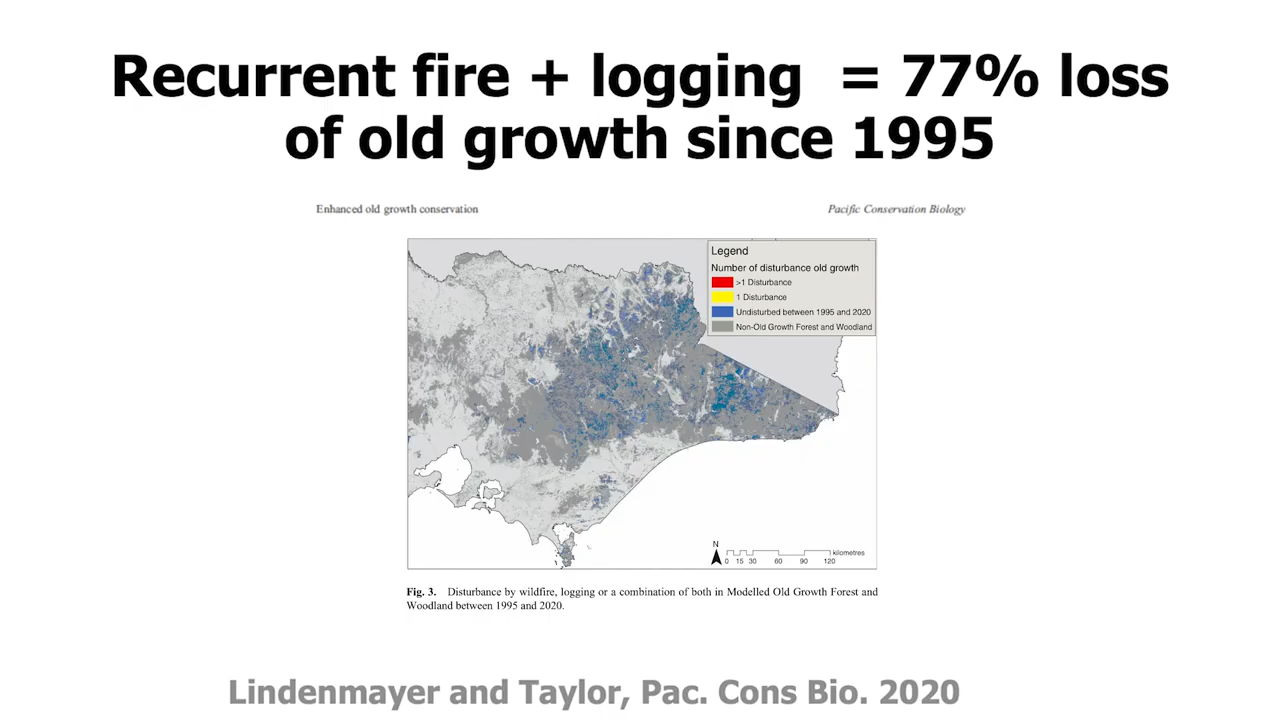 Recurrent fire + logging = 77% loss
of old growth since 1995
Enhanced old growth conservation
Pacific Conservation Biology
Legend
Number of disturbance old growth
>1 Disturbance
1 Disturbance
Undisturbed between 1995 and 2020
Non-Old Growth Forest and Woodland
N
kilometres
0 15 30 60 90 120
Fig. 3. Disturbance by wildfire, logging or a combination of both in Modelled Old Growth Forest and
Woodland between 1995 and 2020.
Lindenmayer and Taylor, Pac. Cons Bio. 2020